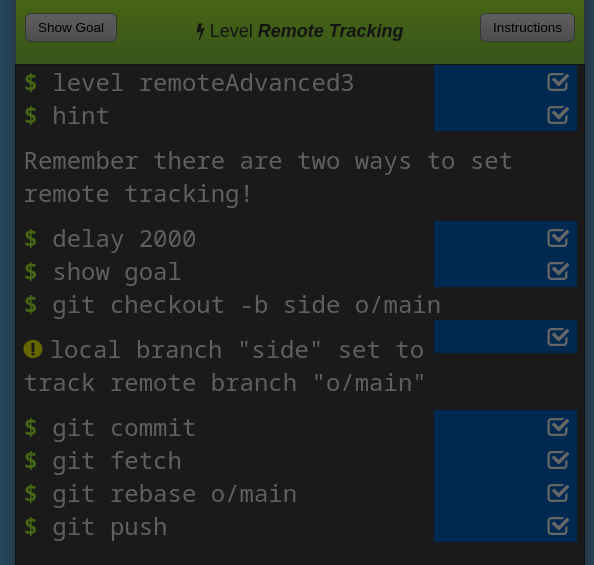 Show Goal
Level Remote Tracking
Instructions
$ level remoteAdvanced3
$ hint
Remember there are two ways to set
remote tracking!
$ delay 2000
$ show goal
$ git checkout -b side o/main
local branch "side" set to
track remote branch "o/main"
$ git commit
$ git fetch
$ git rebase o/main
$ git push